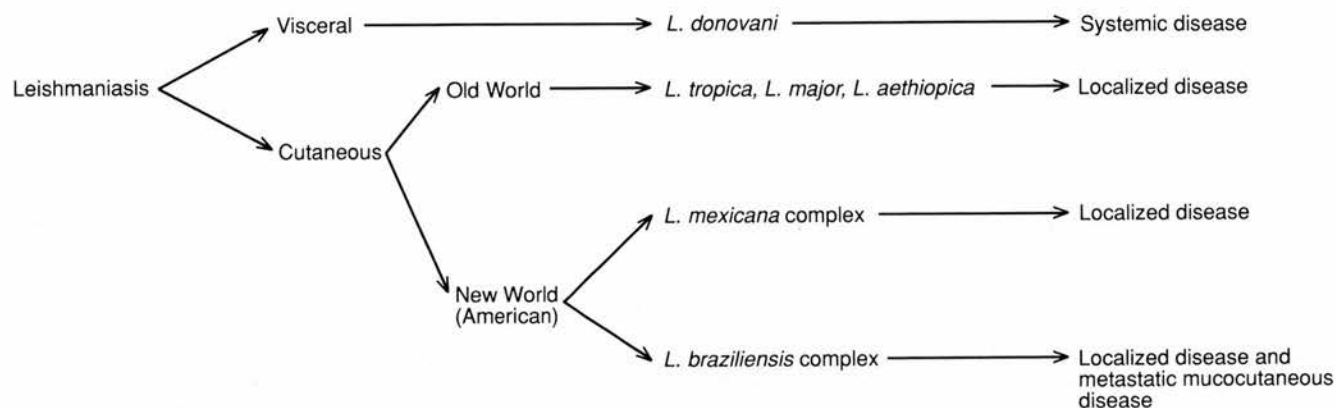 Visceral
L. donovani
Systemic disease
Leishmaniasis
Old World
L. tropica, L. major, L. aethiopica
Localized disease
Cutaneous
L. mexicana complex
Localized disease
New World
(American)
L. braziliensis complex
Localized disease and
metastatic mucocutaneous
disease